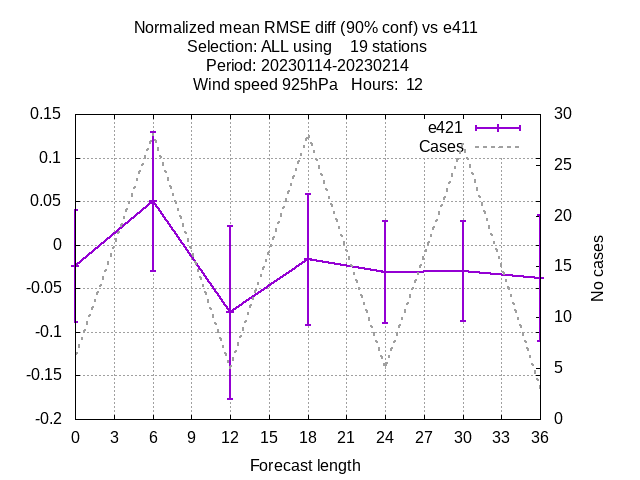 Normalized mean RMSE diff (90% conf) vs e411
Selection: ALL using    19 stations
Period: 20230114-20230214
Wind speed 925hPa   Hours:  12
0.15
0.1
0.05
0
-0.05
-0.1
-0.15
-0.2
30
25
20
15
10
5
0
e421
Cases
No cases
0 3 6 9 12 15 18 21 24 27 30 33 36
Forecast length